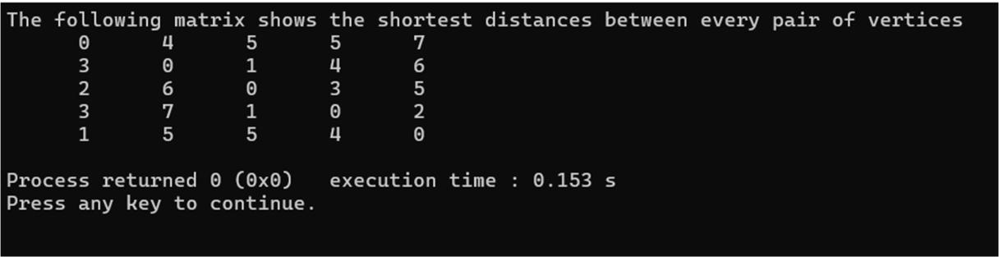 The following matrix shows the shortest distances between every pair of vertices
0 4 5 5 7
3 0 1 4 6
2 6 0 3 5
3 7 1 0 2
1 5 5 4 0
Process returned 0 (0x0) execution time : 0.153 s
Press any key to continue.